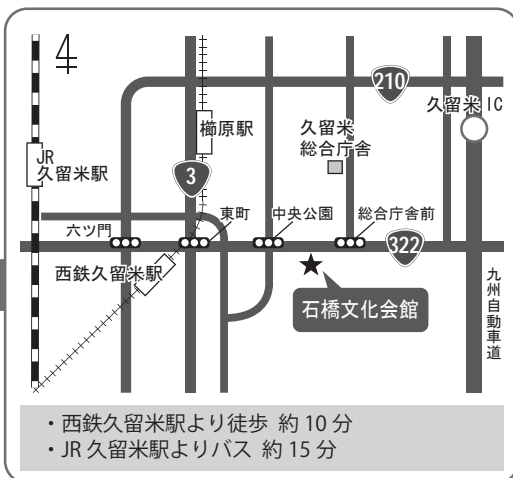 4
210
久留米 IC
櫛原駅
久留米
総合庁舎
JR
久留米駅
3
東町
中央公園
総合庁舎前
六ツ門
322
西鉄久留米駅
石橋文化会館
九州自動車道
・西鉄久留米駅より徒歩 約 10 分
・JR 久留米駅よりバス 約 15 分